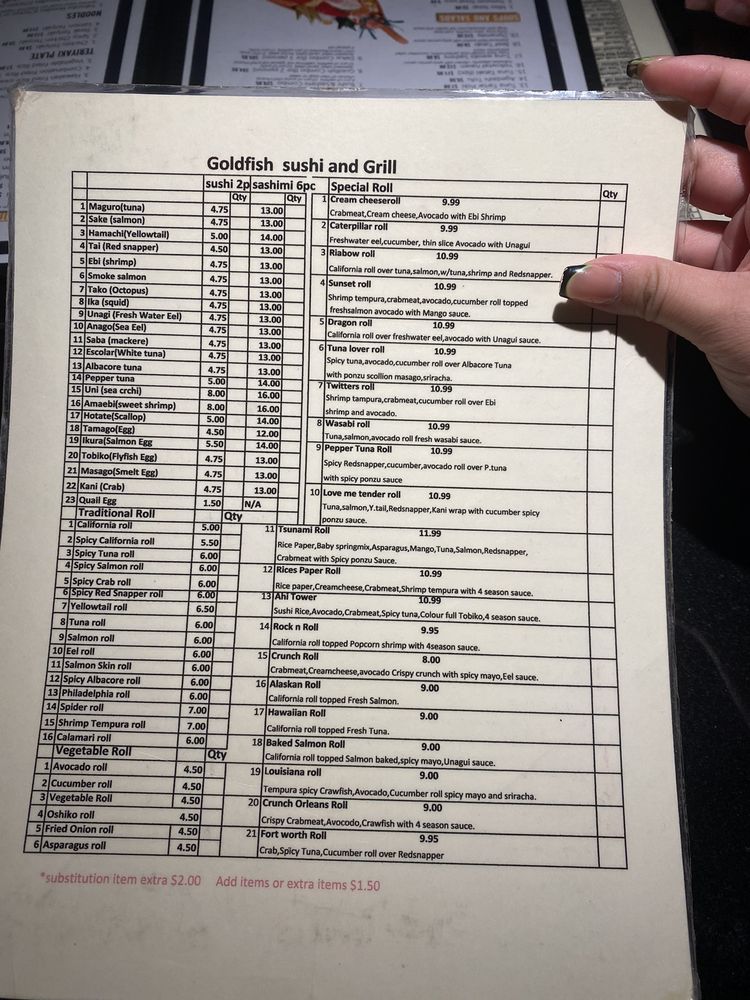 Goldfish sushi and Grill
sushi 2p sashimi 6pc
Qty Qty
1 Maguro(tuna) 4.75 13.00
2 Sake (salmon) 4.75 13.00
3 Hamachi(Yellowtail) 5.00 14.00
4 Tai (Red snapper) 4.50 13.00
5 Ebi (shrimp) 4.75 13.00
6 Smoke salmon 4.75 13.00
7 Tako (Octopus) 4.75 13.00
8 Ika (squid) 4.75 13.00
9 Unagi (Fresh Water Eel) 4.75 13.00
10 Anago(Sea Eel) 4.75 13.00
11 Saba (mackere) 4.75 13.00
12 Escolar(White tuna) 4.75 13.00
13 Albacore tuna 4.75 13.00
14 Pepper tuna 5.00 14.00
15 Uni (sea crchi) 8.00 16.00
16 Amaebi(sweet shrimp) 8.00 16.00
17 Hotate(Scallop) 5.00 14.00
18 Tamago(Egg) 4.50 12.00
19 Ikura(Salmon Egg 5.50 14.00
20 Tobiko(Flyfish Egg) 4.75 13.00
21 Masago(Smelt Egg) 4.75 13.00
22 Kani (Crab) 4.75 13.00
23 Quail Egg 1.50 N/A
Traditional Roll Qty
1 California roll 5.00
2 Spicy California roll 5.50
3 Spicy Tuna roll 6.00
4 Spicy Salmon roll 6.00
5 Spicy Crab roll 6.00
6 Spicy Red Snapper roll 6.00
7 Yellowtail roll 6.50
8 Tuna roll 6.00
9 Salmon roll 6.00
10 Eel roll 6.00
11 Salmon Skin roll 6.00
12 Spicy Albacore roll 6.00
13 Philadelphia roll 6.00
14 Spider roll 7.00
15 Shrimp Tempura roll 7.00
16 Calamari roll 6.00
Vegetable Roll Qty
1 Avocado roll 4.50
2 Cucumber roll 4.50
3 Vegetable Roll 4.50
4 Oshiko roll 4.50
5 Fried Onion roll 4.50
6 Asparagus roll 4.50
Special Roll Qty
1 Cream cheeseroll 9.99
Crabmeat,Cream cheese,Avocado with Ebi Shrimp
2 Caterpillar roll 9.99
Freshwater eel,cucumber, thin slice Avocado with Unagui
3 Riabow roll 10.99
California roll over tuna,salmon,w/tuna,shrimp and Redsnapper.
4 Sunset roll 10.99
Shrimp tempura,crabmeat,avocado,cucumber roll topped
freshsalmon avocado with Mango sauce.
5 Dragon roll 10.99
California roll over freshwater eel,avocado with Unagui sauce.
6 Tuna lover roll 10.99
Spicy tuna,avocado,cucumber roll over Albacore Tuna
with ponzu scollion masago,sriracha.
7 Twitters roll 10.99
Shrimp tampura,crabmeat,cucumber roll over Ebi
shrimp and avocado.
8 Wasabi roll 10.99
Tuna,salmon,avocado roll fresh wasabi sauce.
9 Pepper Tuna Roll 10.99
Spicy Redsnapper,cucumber,avocado roll over P.tuna
with spicy ponzu sauce
10 Love me tender roll 10.99
Tuna,salmon,Y.tail,Redsnapper,Kani wrap with cucumber spicy
ponzu sauce.
11 Tsunami Roll 11.99
Rice Paper,Baby springmix,Asparagus,Mango,Tuna,Salmon,Redsnapper,
Crabmeat with Spicy ponzu Sauce.
12 Rices Paper Roll 10.99
Rice paper,Creamcheese,Crabmeat,Shrimp tempura with 4 season sauce.
13 Ahi Tower 10.99
Sushi Rice,Avocado,Crabmeat,Spicy tuna,Colour full Tobiko,4 season sauce.
14 Rock n Roll 9.95
California roll topped Popcorn shrimp with 4season sauce.
15 Crunch Roll 8.00
Crabmeat,Creamcheese,avocado Crispy crunch with spicy mayo,Eel sauce.
16 Alaskan Roll 9.00
California roll topped Fresh Salmon.
17 Hawaiian Roll 9.00
California roll topped Fresh Tuna.
18 Baked Salmon Roll 9.00
California roll topped Salmon baked,spicy mayo,Unagui sauce.
19 Louisiana roll 9.00
Tempura spicy Crawfish,Avocado,Cucumber roll spicy mayo and sriracha.
20 Crunch Orleans Roll 9.00
Crispy Crabmeat,Avocodo,Crawfish with 4 season sauce.
21 Fort worth Roll 9.95
Crab,Spicy Tuna,Cucumber roll over Redsnapper
*substitution item extra $2.00 Add items or extra items $1.50
NOODLES
TERIYAKI PLATE
SOUPS AND SALADS